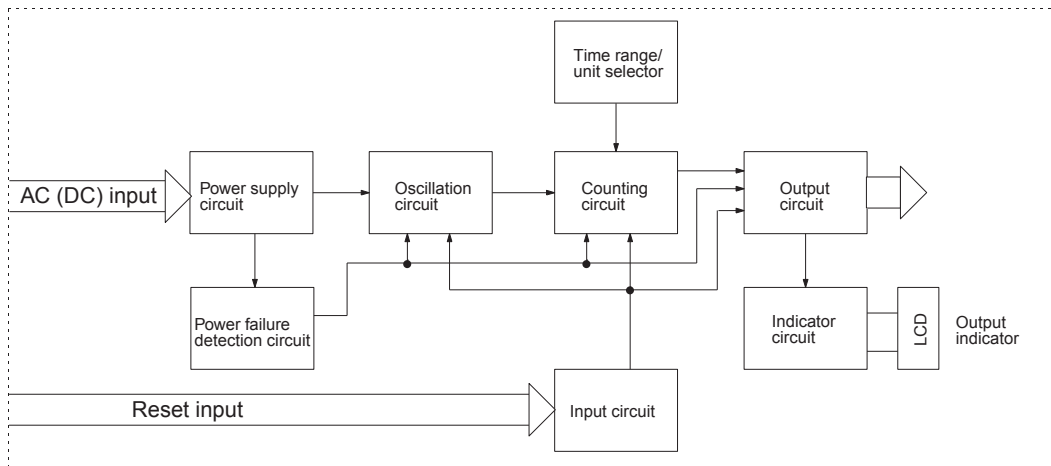 Time range/
unit selector
AC (DC) input
Power supply
circuit
Oscillation
circuit
Counting
circuit
Output
circuit
Power failure
detection circuit
Indicator
circuit
LCD
Output
indicator
Reset input
Input circuit